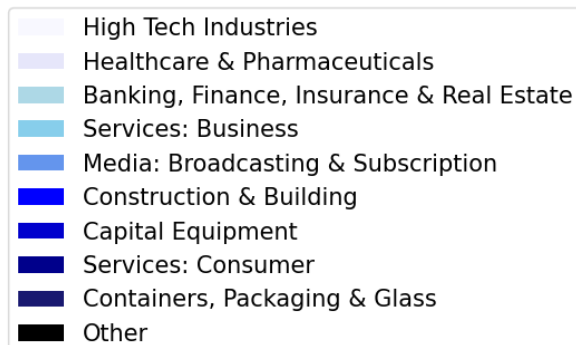 High Tech Industries
Healthcare & Pharmaceuticals
Banking, Finance, Insurance & Real Estate
Services: Business
Media: Broadcasting & Subscription
Construction & Building
Capital Equipment
Services: Consumer
Containers, Packaging & Glass
Other